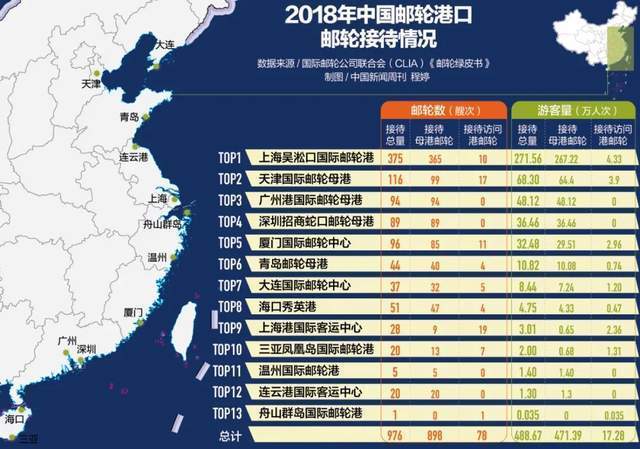 2018年中国邮轮港口
邮轮接待情况
数据来源/国际邮轮公司联合会（CLIA）《邮轮绿皮书》
制图/中国新闻周刊 程婷
大连
天津
青岛
连云港
上海
舟山群岛
温州
厦门
广州
深圳
海口
三亚
邮轮数（艘次） 游客量（万人次）
接待总量 接待母港邮轮 接待访问港邮轮 接待总量 接待母港邮轮 接待访问港邮轮
TOP1 上海吴淞口国际邮轮港 375 365 10 271.56 267.22 4.33
TOP2 天津国际邮轮母港 116 99 17 68.30 64.4 3.9
TOP3 广州港国际邮轮母港 94 94 0 48.12 48.12 0
TOP4 深圳招商蛇口邮轮母港 89 89 0 36.46 36.46 0
TOP5 厦门国际邮轮中心 96 85 11 32.48 29.51 2.96
TOP6 青岛邮轮母港 44 40 4 10.82 10.08 0.74
TOP7 大连国际邮轮中心 37 32 5 8.44 7.24 1.20
TOP8 海口秀英港 51 47 4 4.75 4.33 0.47
TOP9 上海港国际客运中心 28 9 19 3.01 0.65 2.36
TOP10 三亚凤凰岛国际邮轮港 20 13 7 2.00 0.68 1.31
TOP11 温州国际邮轮港 5 5 0 1.40 1.40 0
TOP12 连云港国际客运中心 20 20 0 1.30 1.3 0
TOP13 舟山群岛国际邮轮港 1 0 1 0.035 0 0.035
总计 976 898 78 488.67 471.39 17.28